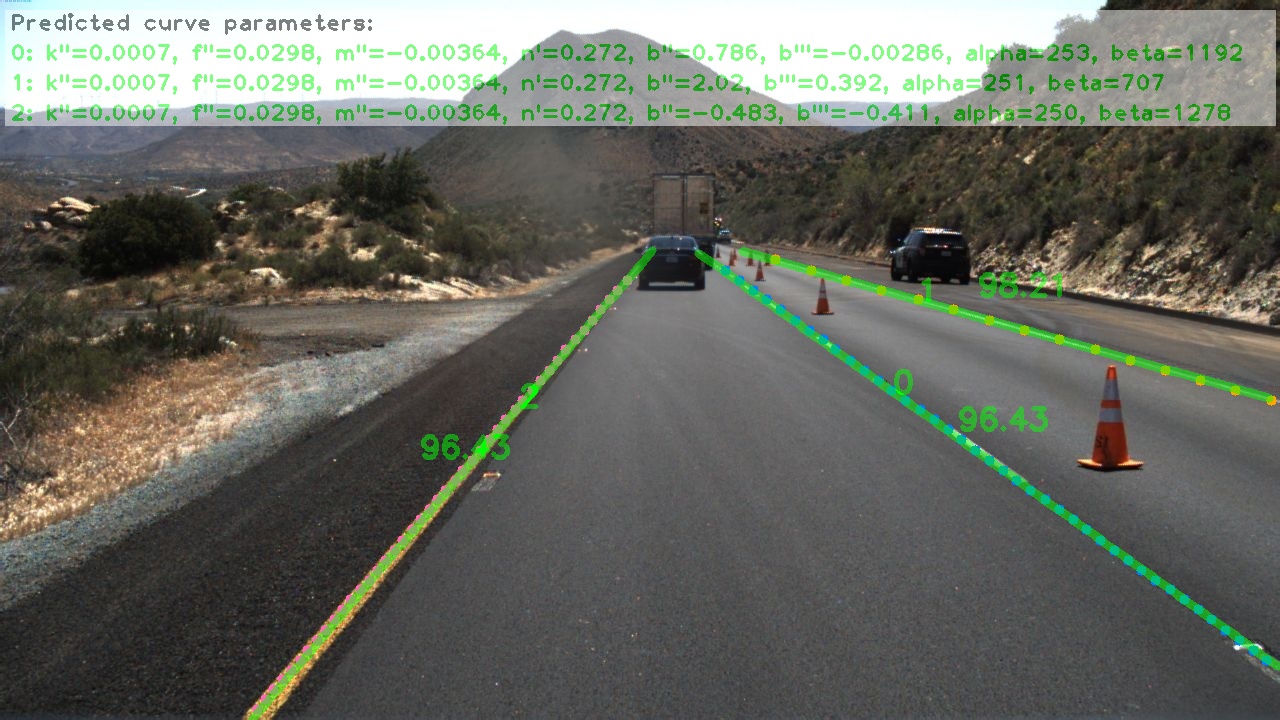 Predicted curve parameters:
0: k''=0.0007, f''=0.0298, m''=-0.00364, n'=0.272, b''=0.786, b'''=-0.00286, alpha=253, beta=1192
1: k''=0.0007, f''=0.0298, m''=-0.00364, n'=0.272, b''=2.02, b'''=0.392, alpha=251, beta=707
2: k''=0.0007, f''=0.0298, m''=-0.00364, n'=0.272, b''=-0.483, b'''=-0.411, alpha=250, beta=1278
1 98.21
2
0
96.43
96.43